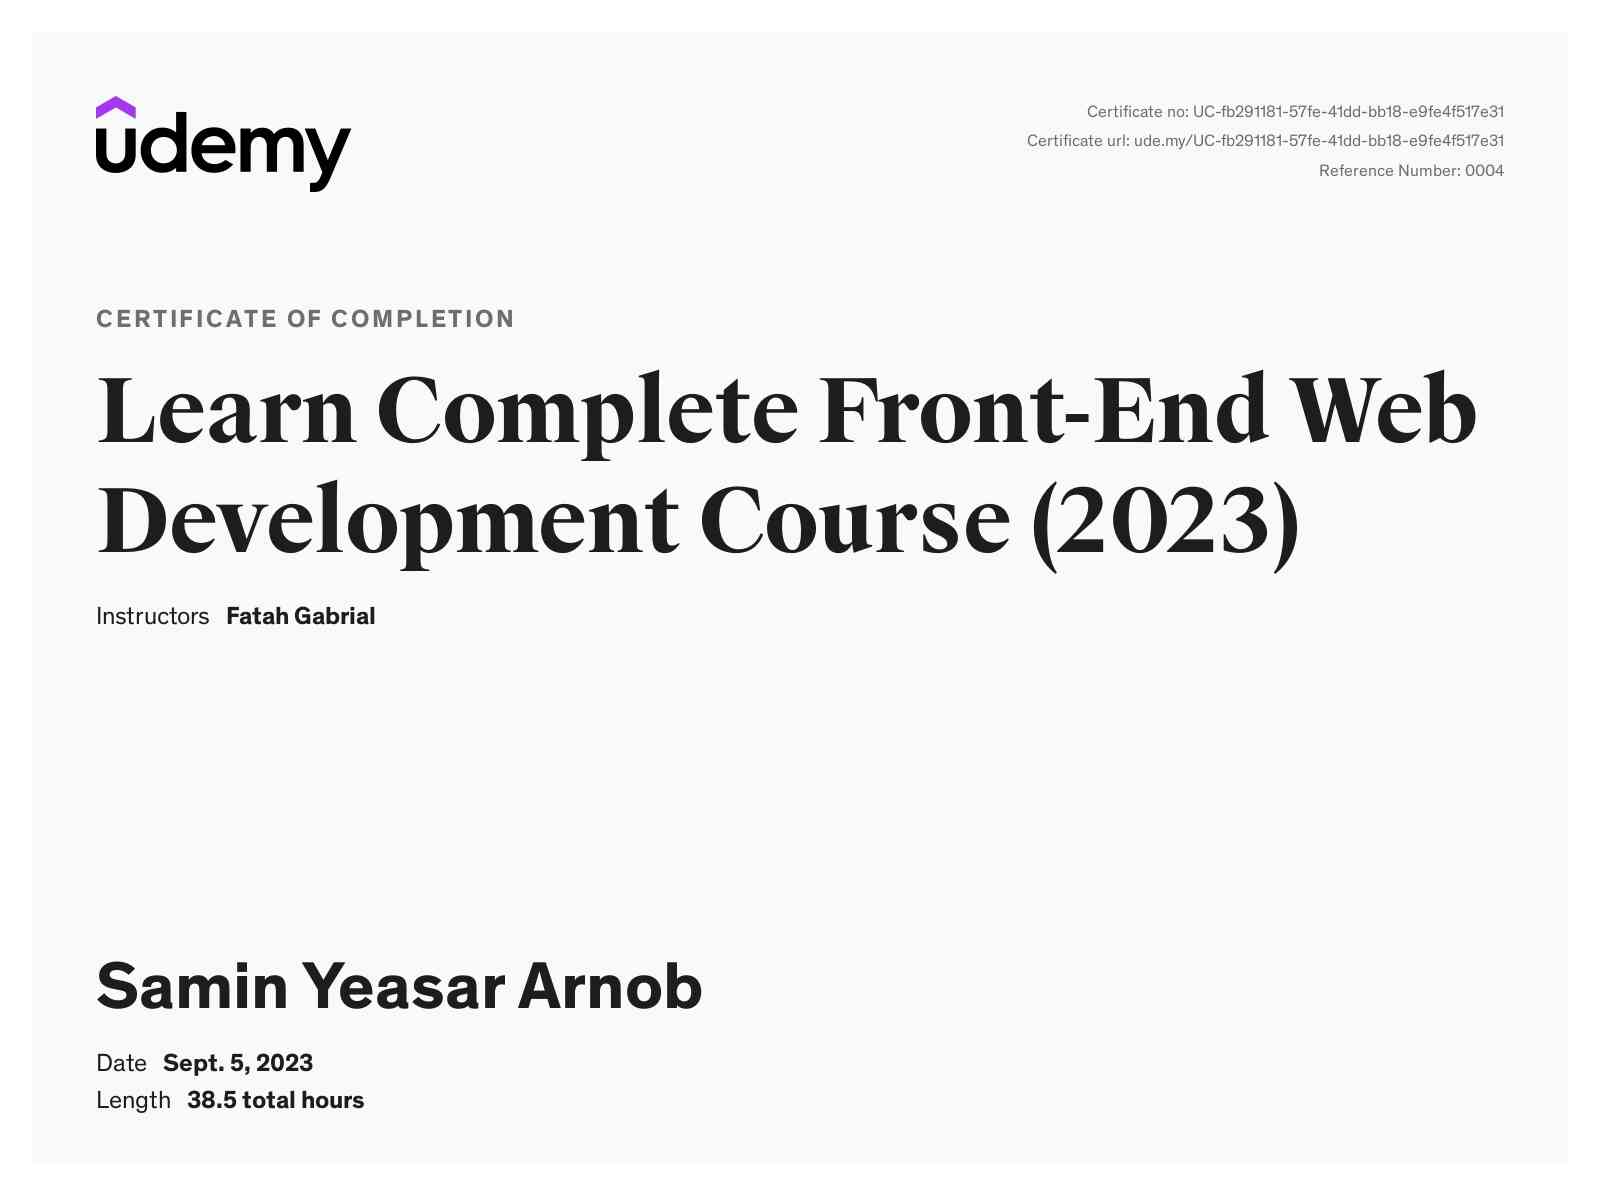 udemy
Certificate no: UC-fb291181-57fe-41dd-bb18-e9fe4f517e31
Certificate url: ude.my/UC-fb291181-57fe-41dd-bb18-e9fe4f517e31
Reference Number: 0004
CERTIFICATE OF COMPLETION
Learn Complete Front-End Web
Development Course (2023)
Instructors Fatah Gabrial
Samin Yeasar Arnob
Date Sept. 5, 2023
Length 38.5 total hours